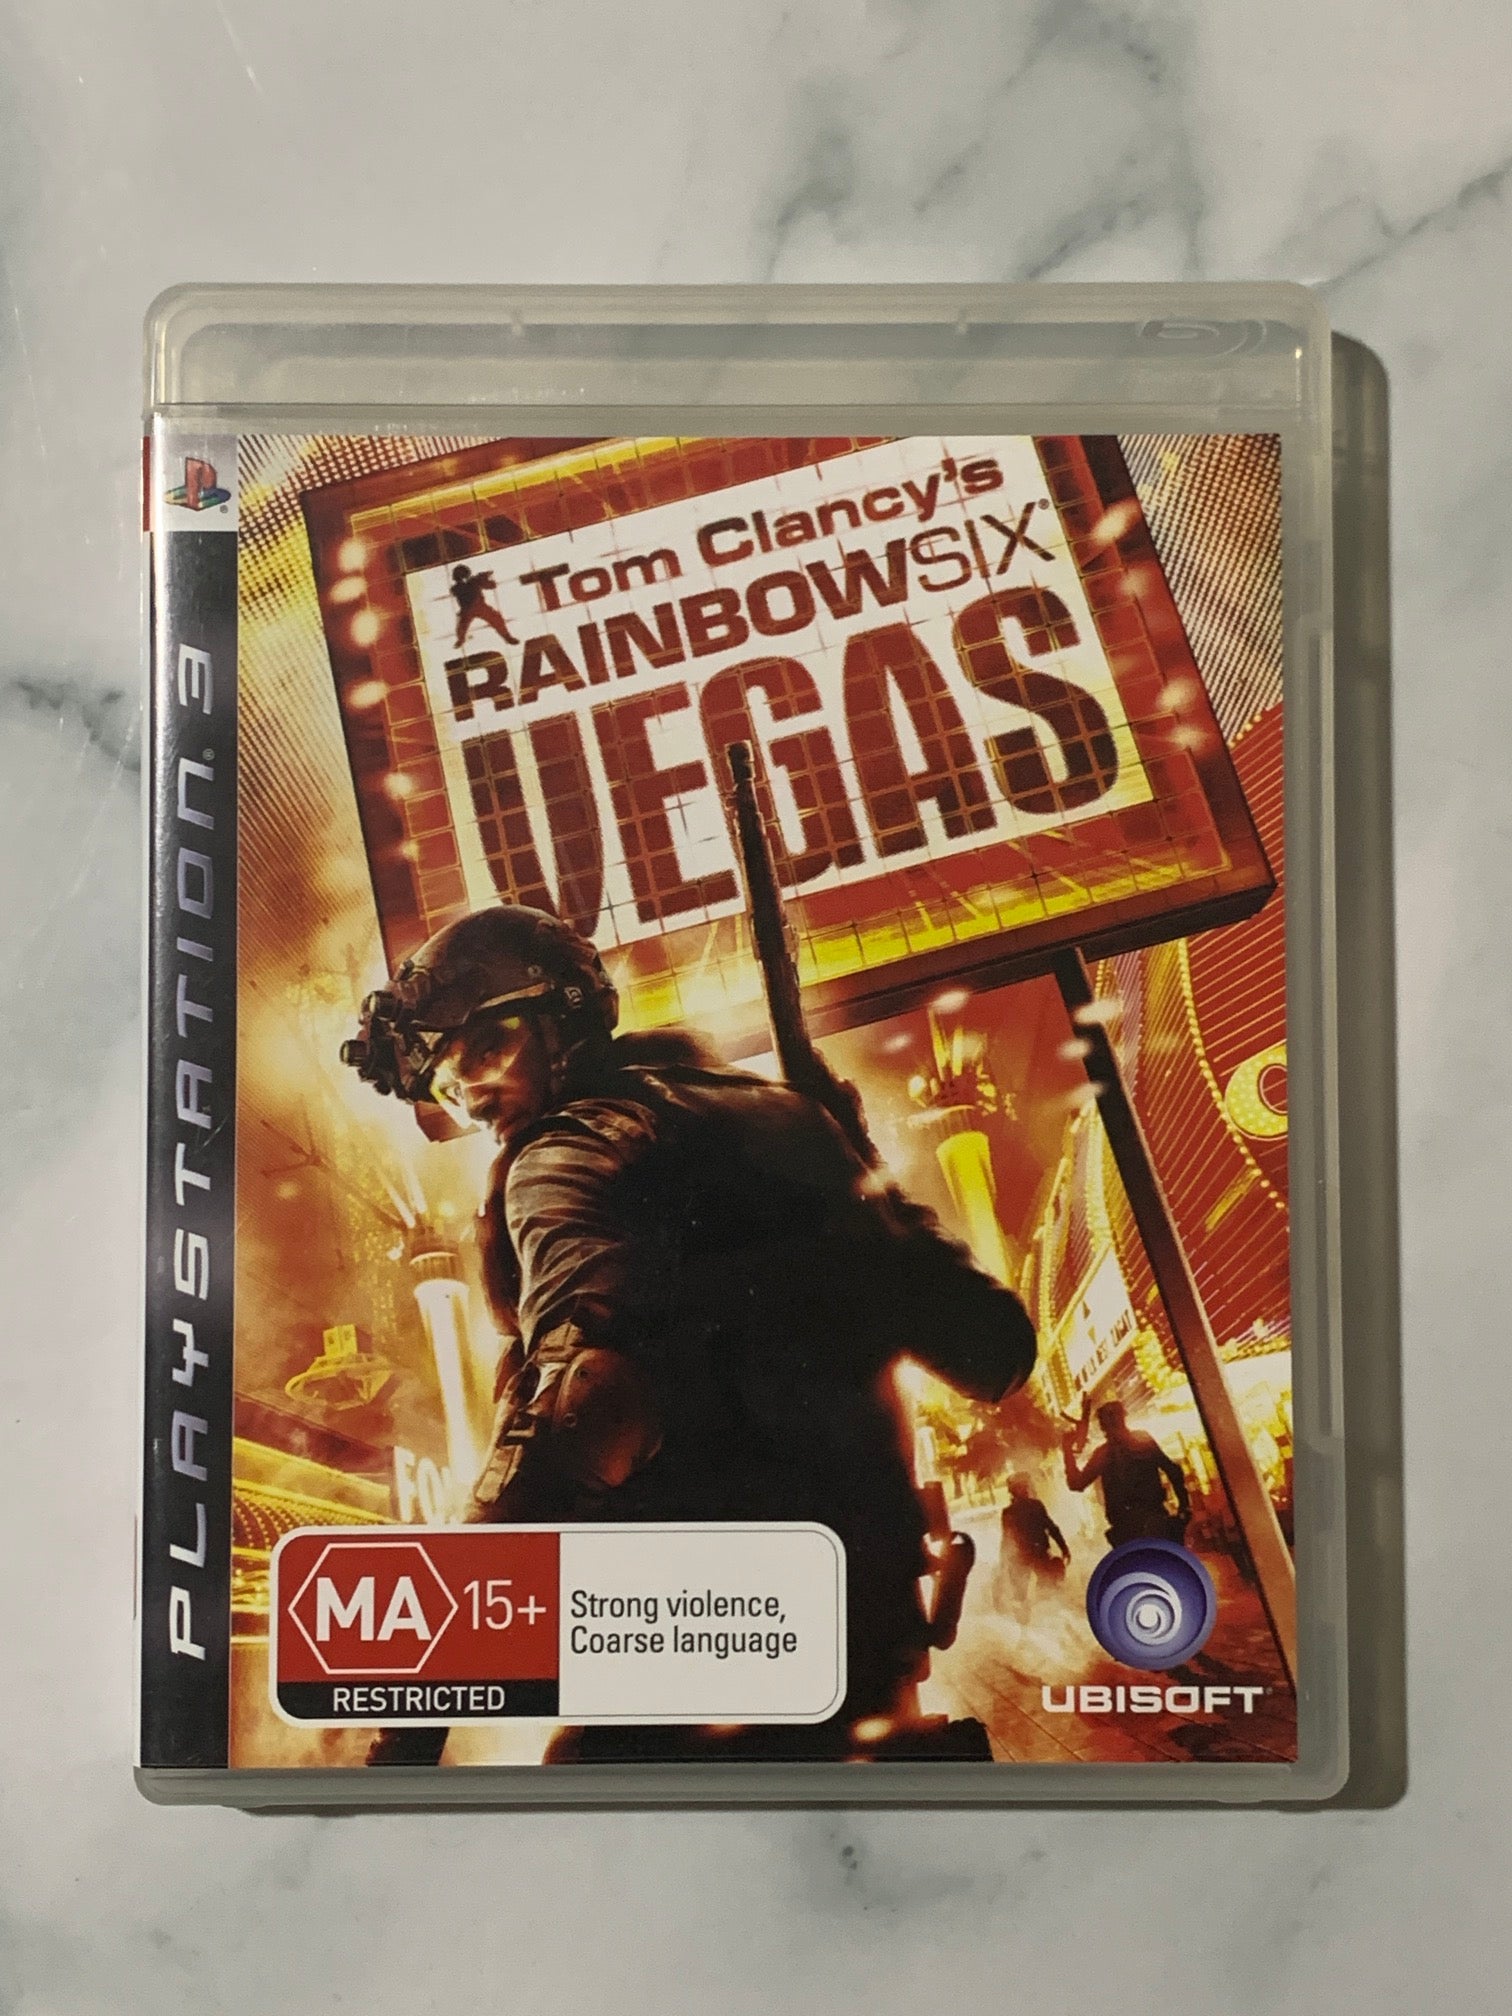 PLAYSTATION®3
Tom Clancy's
RAINBOWSIX®
VEGAS
MA 15+
RESTRICTED
Strong violence,
Coarse language
UBISOFT